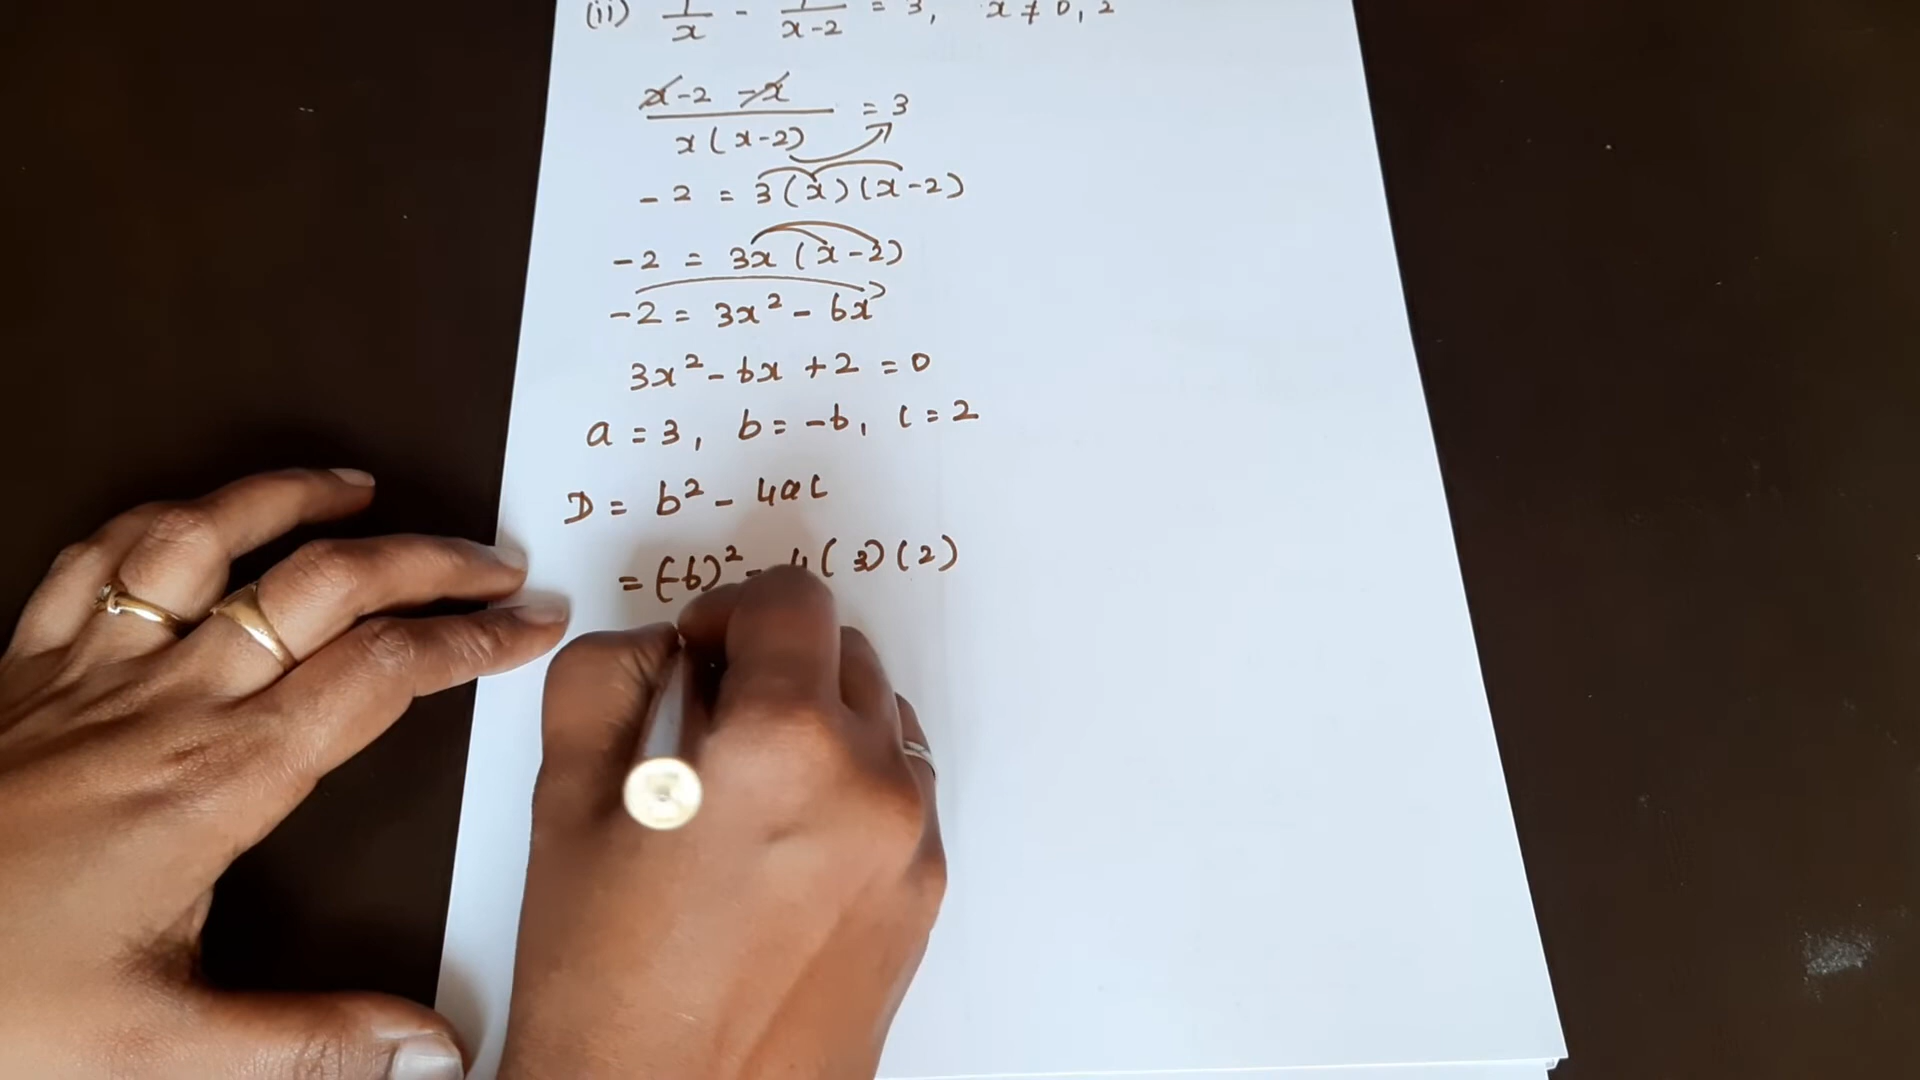 (ii) 1/x - 1/x-2 = 3, x ≠ 0, 2
x-2 -x / x(x-2) = 3
-2 = 3(x)(x-2)
-2 = 3x(x-2)
-2 = 3x² - 6x
3x² - 6x + 2 = 0
a = 3, b = -6, c = 2
D = b² - 4ac
= (-6)² - 4(3)(2)